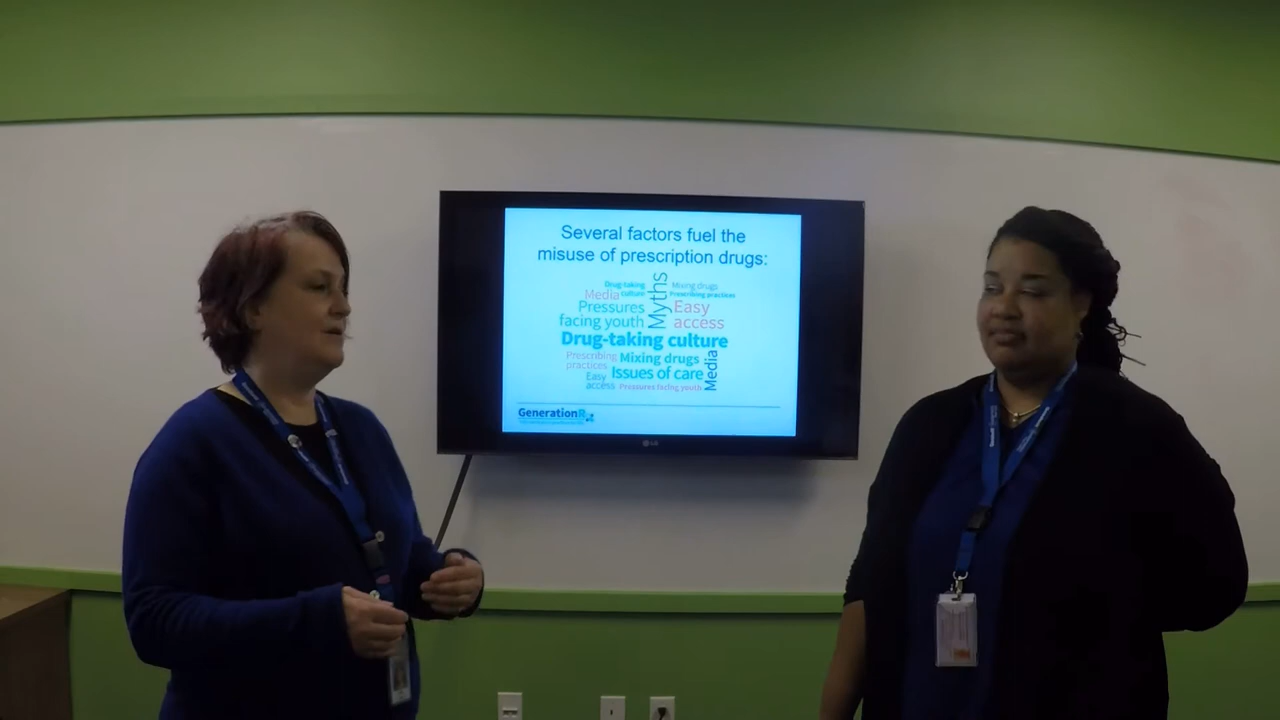 Several factors fuel the
misuse of prescription drugs:
Drug-taking
culture
Myths
Mixing drugs
Media
Prescribing practices
Pressures
facing youth
Easy
access
Drug-taking culture
Prescribing
practices
Mixing drugs
Media
Easy
access
Issues of care
Pressures facing youth
GenerationRx
LG